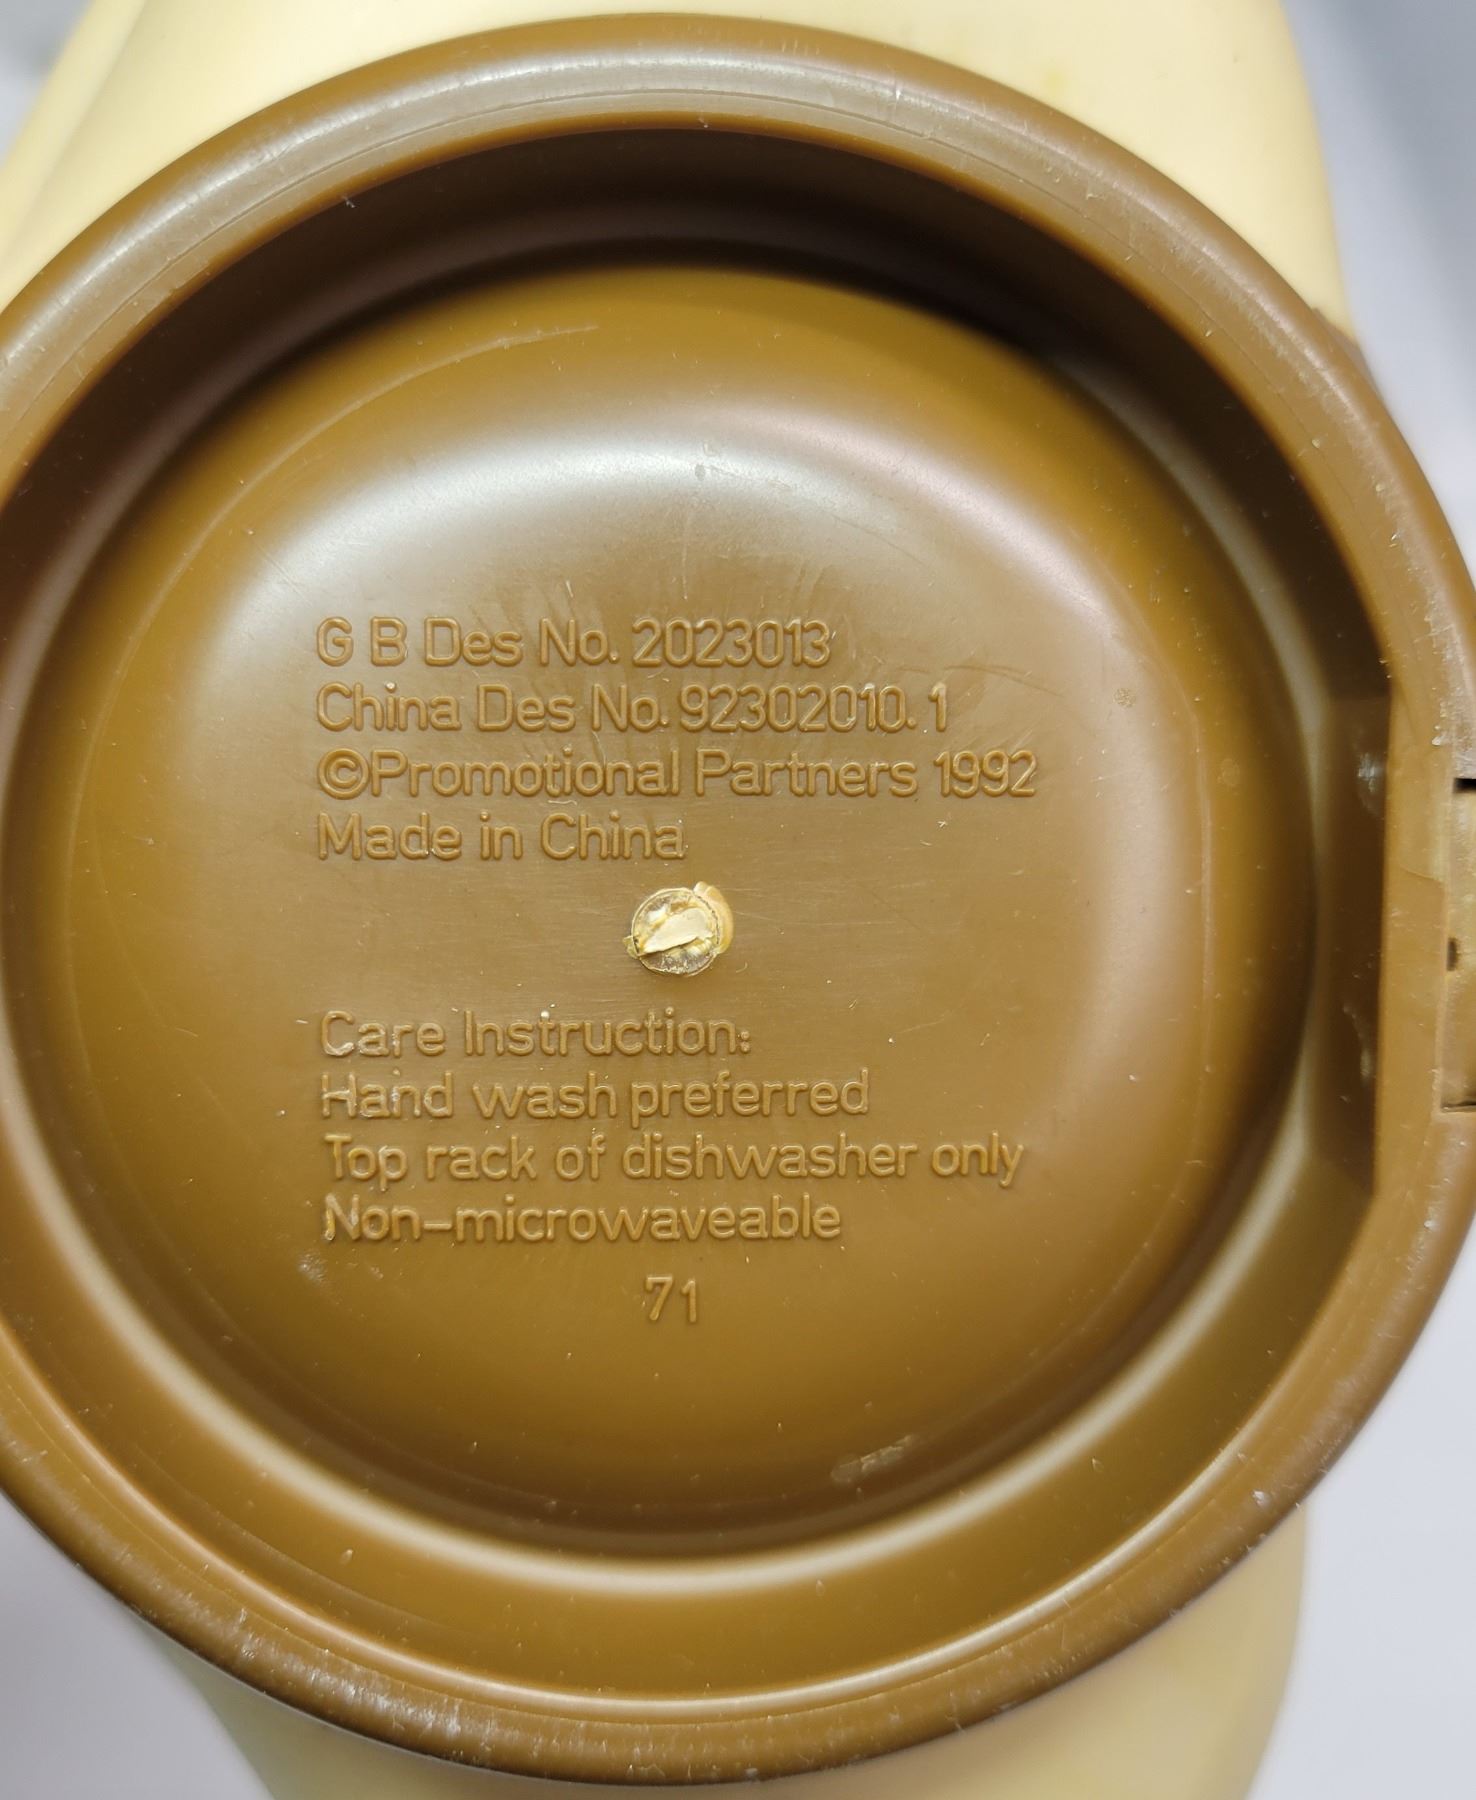 G B Des No. 2023013
China Des No. 92302010. 1
©Promotional Partners 1992
Made in China
Care Instruction:
Hand wash preferred
Top rack of dishwasher only
Non-microwaveable
71